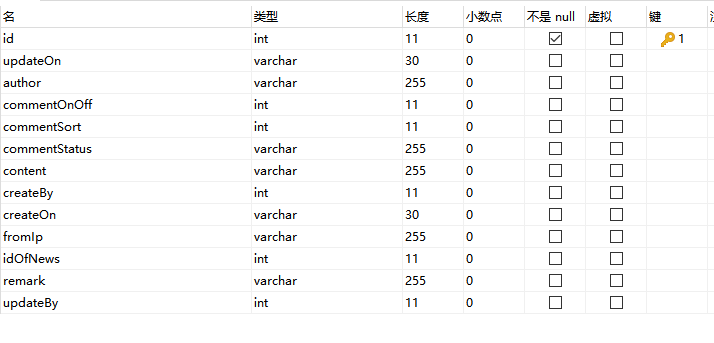 名 类型 长度 小数点 不是 null 虚拟 键
id int 11 0 1
updateOn varchar 30 0
author varchar 255 0
commentOnOff int 11 0
commentSort int 11 0
commentStatus varchar 255 0
content varchar 255 0
createBy int 11 0
createOn varchar 30 0
fromIp varchar 255 0
idOfNews int 11 0
remark varchar 255 0
updateBy int 11 0